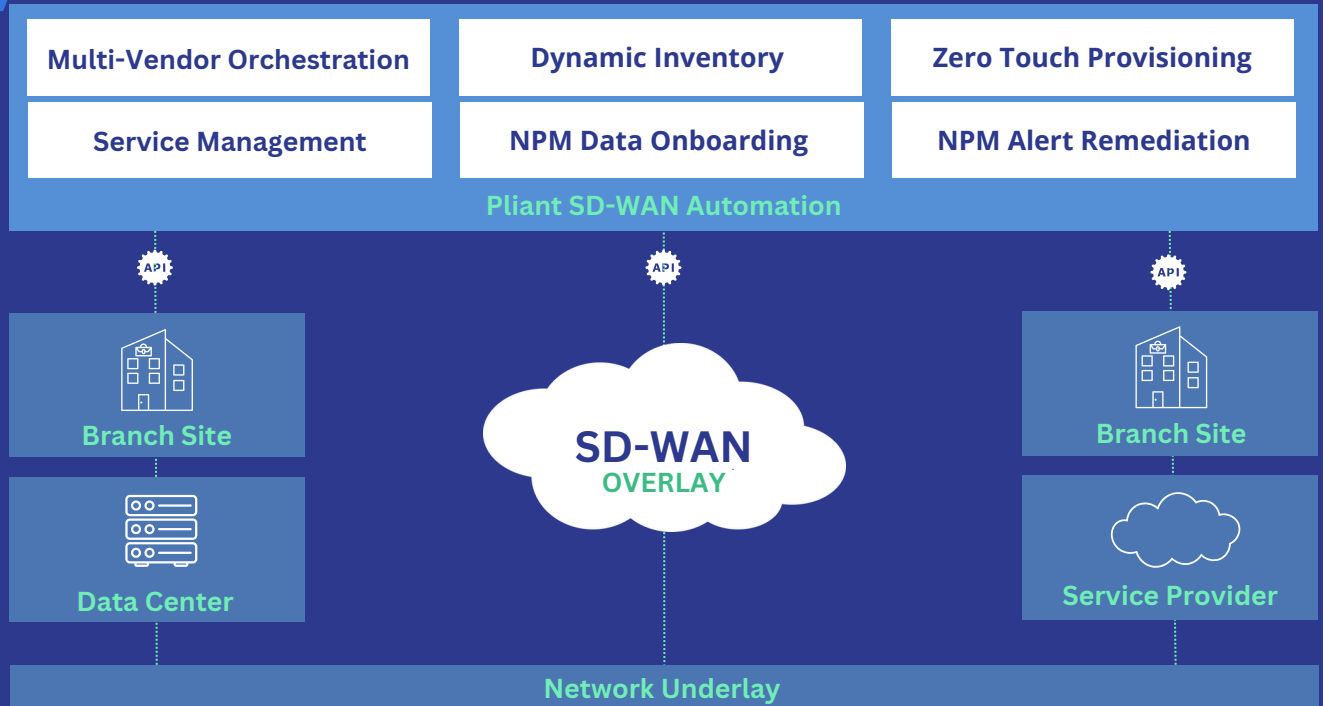 Multi-Vendor Orchestration
Dynamic Inventory
Zero Touch Provisioning
Service Management
NPM Data Onboarding
NPM Alert Remediation
Pliant SD-WAN Automation
API
API
API
Branch Site
SD-WAN
OVERLAY
Branch Site
Data Center
Service Provider
Network Underlay